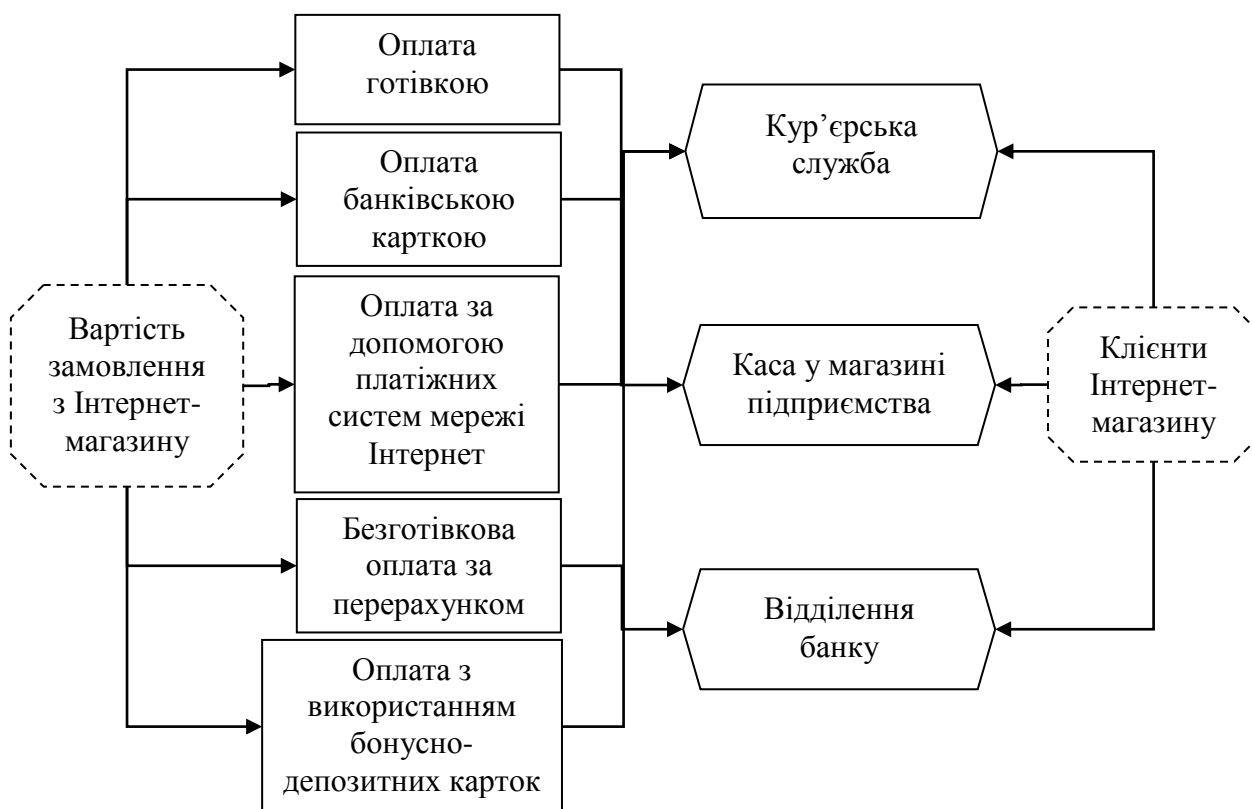 Оплата
готівкою
Оплата
банківською
карткою
Оплата за
допомогою
платіжних
систем мережі
Інтернет
Безготівкова
оплата за
перерахунком
Оплата з
використанням
бонусно-
депозитних карток
Вартість
замовлення
з Інтернет-
магазину
Кур’єрська
служба
Каса у магазині
підприємства
Відділення
банку
Клієнти
Інтернет-
магазину